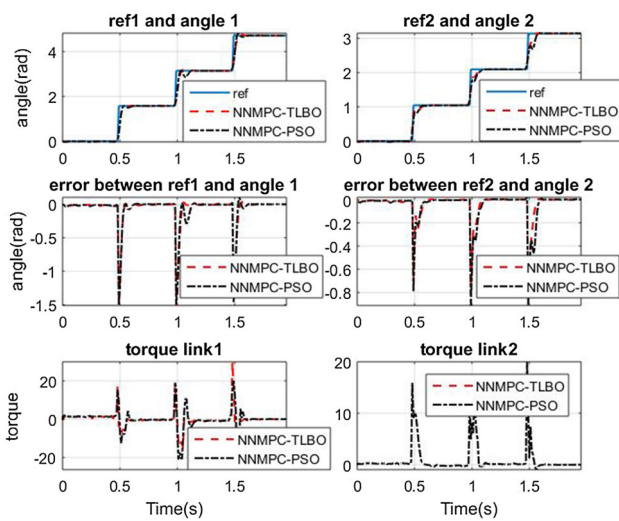 ref1 and angle 1
ref2 and angle 2
angle(rad)
4
2
0
ref
NNMPC-TLBO
NNMPC-PSO
0
0.5
1
1.5
3
2
1
0
ref
NNMPC-TLBO
NNMPC-PSO
0
0.5
1
1.5
error between ref1 and angle 1
error between ref2 and angle 2
angle(rad)
0
-0.5
-1
-1.5
NNMPC-TLBO
NNMPC-PSO
0
0.5
1
1.5
0
-0.2
-0.4
-0.6
-0.8
NNMPC-TLBO
NNMPC-PSO
0
0.5
1
1.5
torque link1
torque link2
torque
20
0
-20
NNMPC-TLBO
NNMPC-PSO
0
0.5
1
1.5
Time(s)
20
10
0
NNMPC-TLBO
NNMPC-PSO
0
0.5
1
1.5
Time(s)